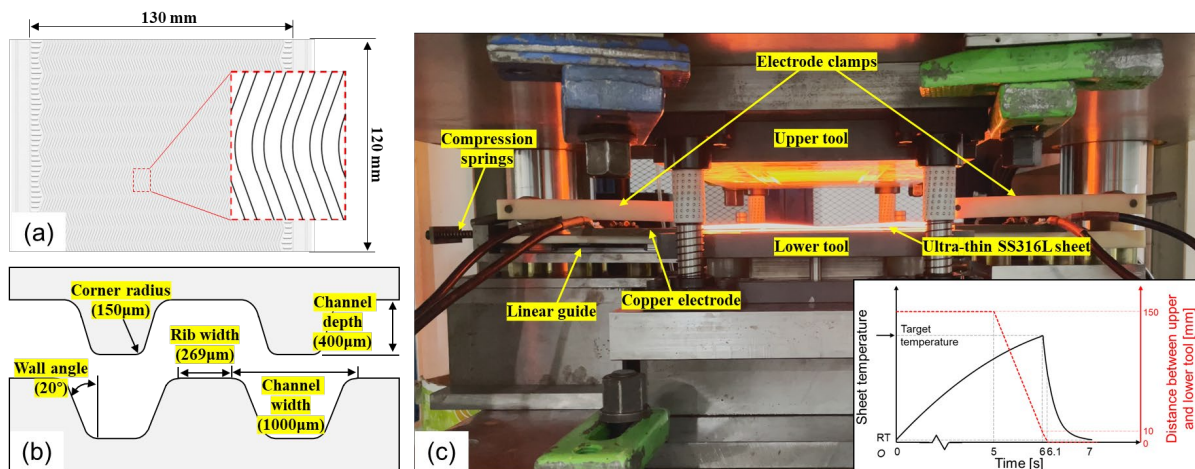 130 mm
120 mm
(a)
Corner radius
(150μm)
Channel
depth
(400μm)
Rib width
(269μm)
Wall angle
(20°)
Channel
width
(1000μm)
(b)
Electrode clamps
Compression
springs
Upper tool
Lower tool
Ultra-thin SS316L sheet
Linear guide
Copper electrode
(c)
Sheet temperature
Target
temperature
RT
O
5
6
6.1
7
Time [s]
150
10
0
Distance between upper
and lower tool [mm]